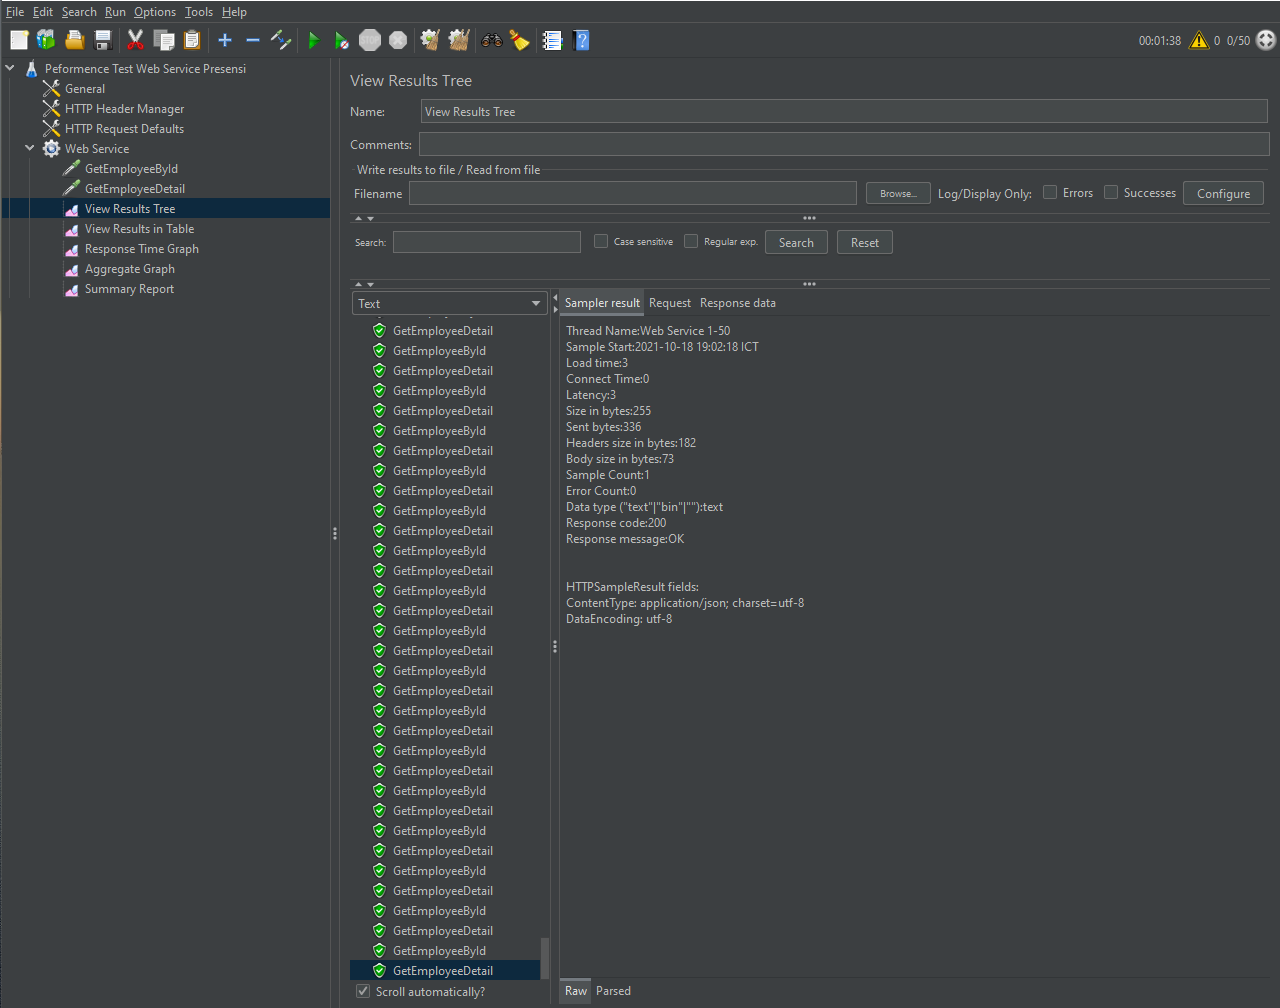 File Edit Search Run Options Tools Help
STOP
00:01:38 0 0/50
Peformence Test Web Service Presensi
General
HTTP Header Manager
HTTP Request Defaults
Web Service
GetEmployeeById
GetEmployeeDetail
View Results Tree
View Results in Table
Response Time Graph
Aggregate Graph
Summary Report
View Results Tree
Name: View Results Tree
Comments:
Write results to file / Read from file
Filename Browse... Log/Display Only: Errors Successes Configure
Search: Case sensitive Regular exp. Search Reset
Text
GetEmployeeDetail
GetEmployeeById
GetEmployeeDetail
GetEmployeeById
GetEmployeeDetail
GetEmployeeById
GetEmployeeDetail
GetEmployeeById
GetEmployeeDetail
GetEmployeeById
GetEmployeeDetail
GetEmployeeById
GetEmployeeDetail
GetEmployeeById
GetEmployeeDetail
GetEmployeeById
GetEmployeeDetail
GetEmployeeById
GetEmployeeDetail
GetEmployeeById
GetEmployeeDetail
GetEmployeeById
GetEmployeeDetail
GetEmployeeById
GetEmployeeDetail
GetEmployeeById
GetEmployeeDetail
GetEmployeeById
GetEmployeeDetail
GetEmployeeById
GetEmployeeDetail
GetEmployeeById
GetEmployeeDetail
Scroll automatically?
Sampler result Request Response data
Thread Name:Web Service 1-50
Sample Start:2021-10-18 19:02:18 ICT
Load time:3
Connect Time:0
Latency:3
Size in bytes:255
Sent bytes:336
Headers size in bytes:182
Body size in bytes:73
Sample Count:1
Error Count:0
Data type ("text"|"bin"|""):text
Response code:200
Response message:OK
HTTPSampleResult fields:
ContentType: application/json; charset=utf-8
DataEncoding: utf-8
Raw Parsed